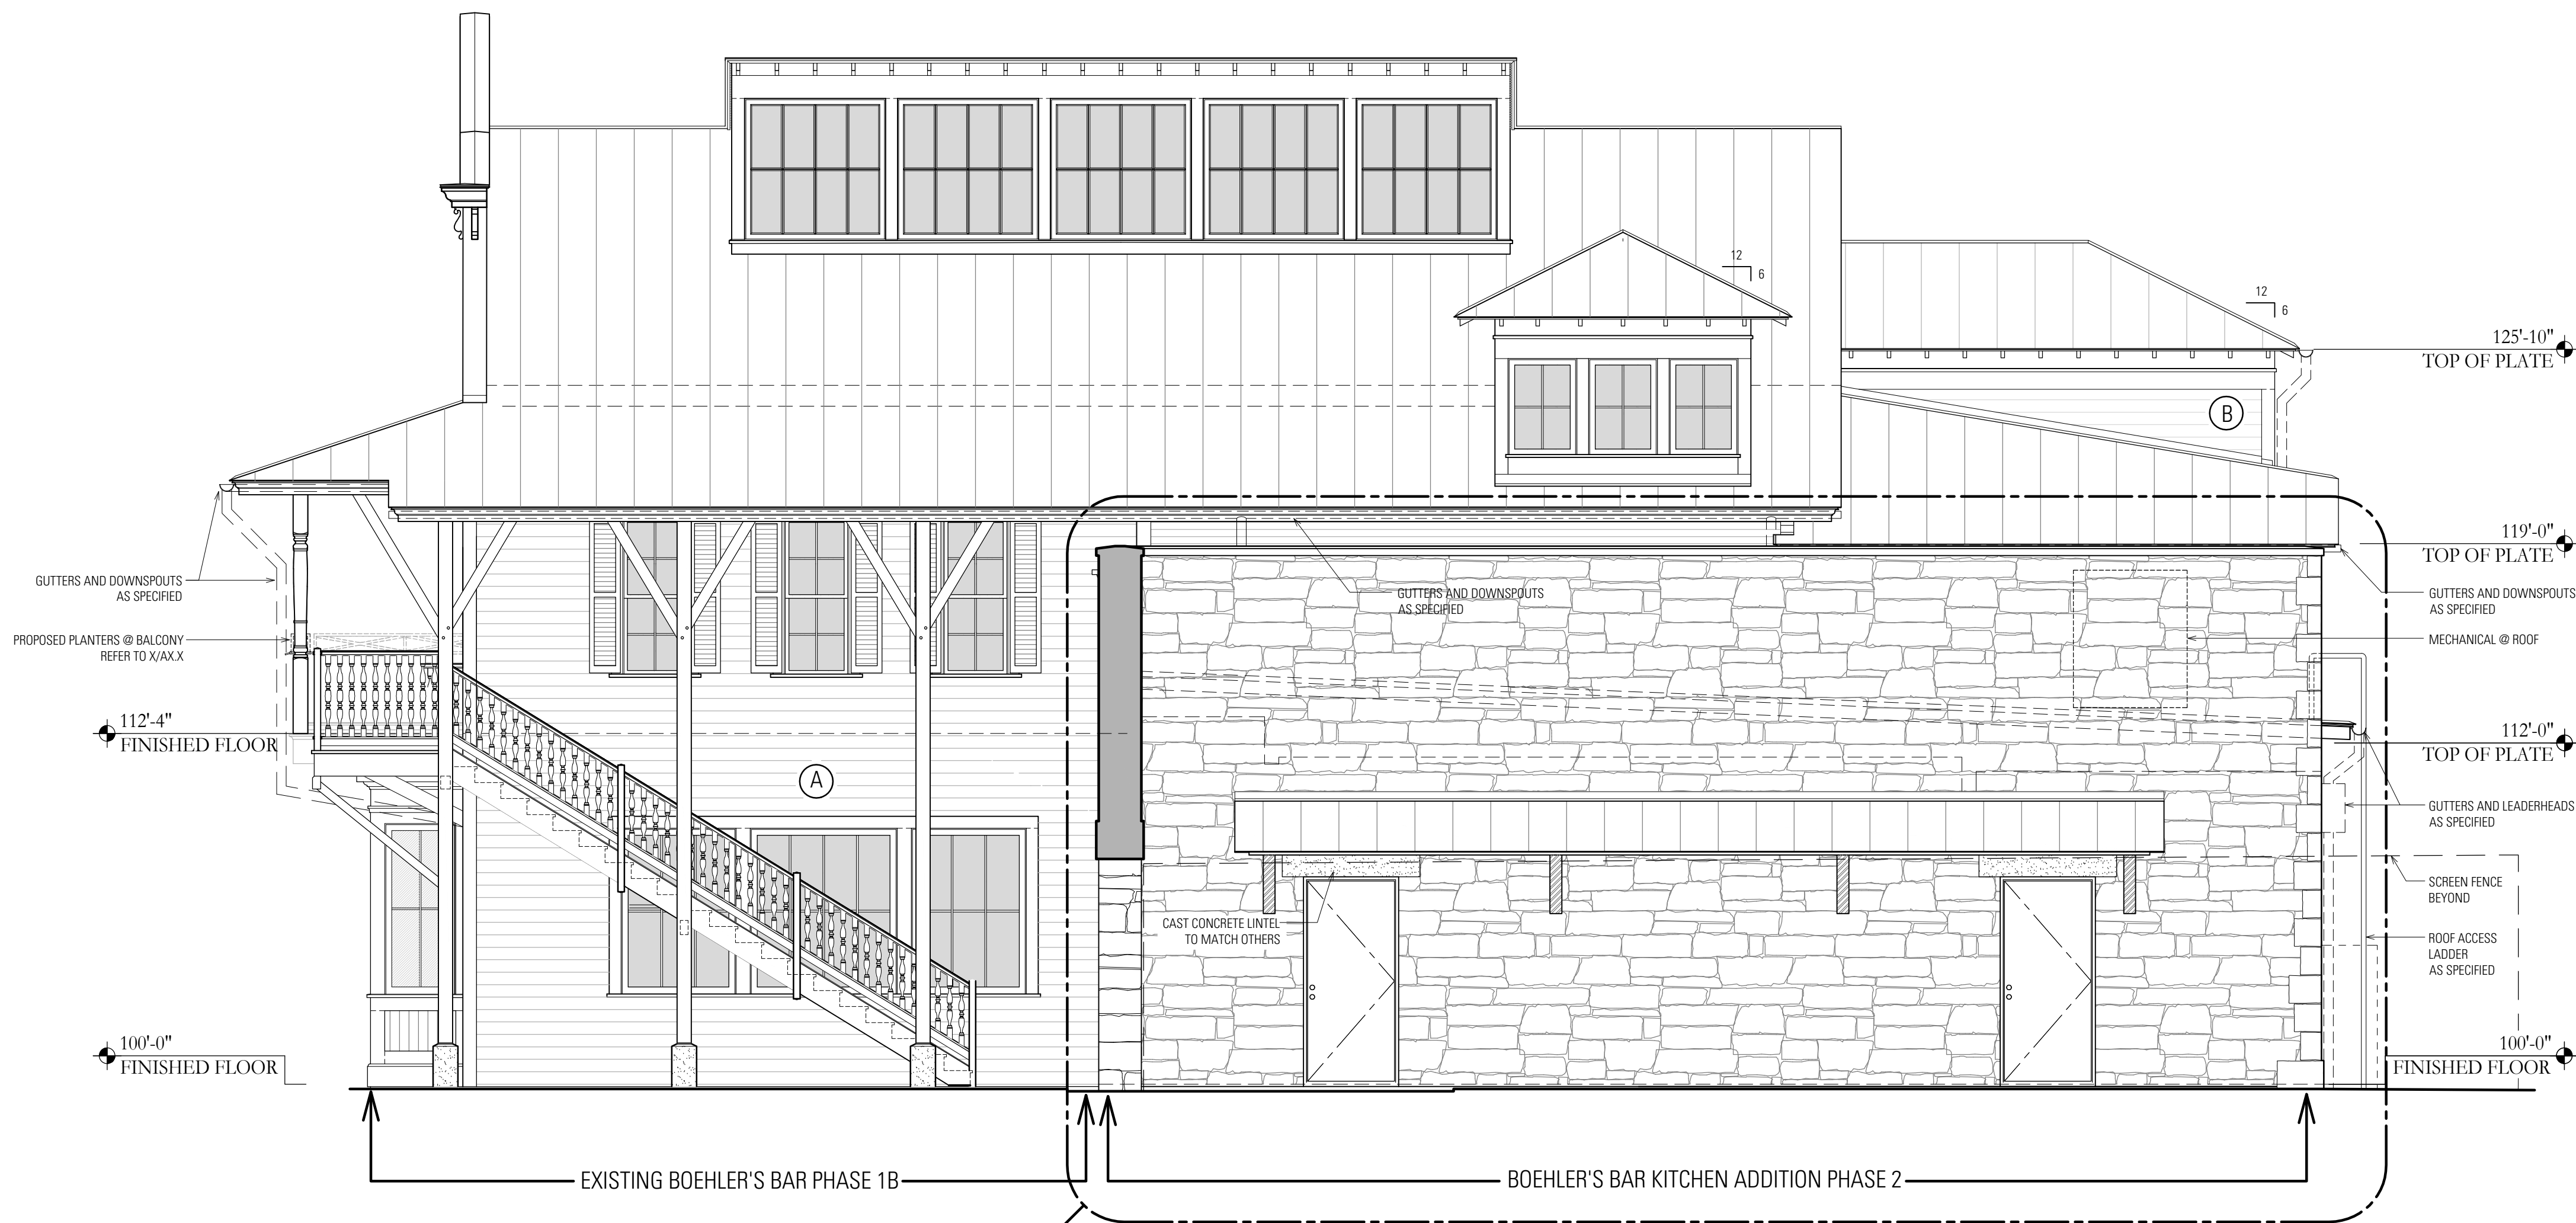 12
6
12
6
125'-10"
TOP OF PLATE
B
119'-0"
TOP OF PLATE
GUTTERS AND DOWNSPOUTS
AS SPECIFIED
GUTTERS AND DOWNSPOUTS
AS SPECIFIED
GUTTERS AND DOWNSPOUTS
AS SPECIFIED
PROPOSED PLANTERS @ BALCONY
REFER TO X/AX.X
MECHANICAL @ ROOF
112'-4"
FINISHED FLOOR
112'-0"
TOP OF PLATE
A
GUTTERS AND LEADERHEADS
AS SPECIFIED
SCREEN FENCE
BEYOND
CAST CONCRETE LINTEL
TO MATCH OTHERS
ROOF ACCESS
LADDER
AS SPECIFIED
100'-0"
FINISHED FLOOR
100'-0"
FINISHED FLOOR
EXISTING BOEHLER'S BAR PHASE 1B
BOEHLER'S BAR KITCHEN ADDITION PHASE 2